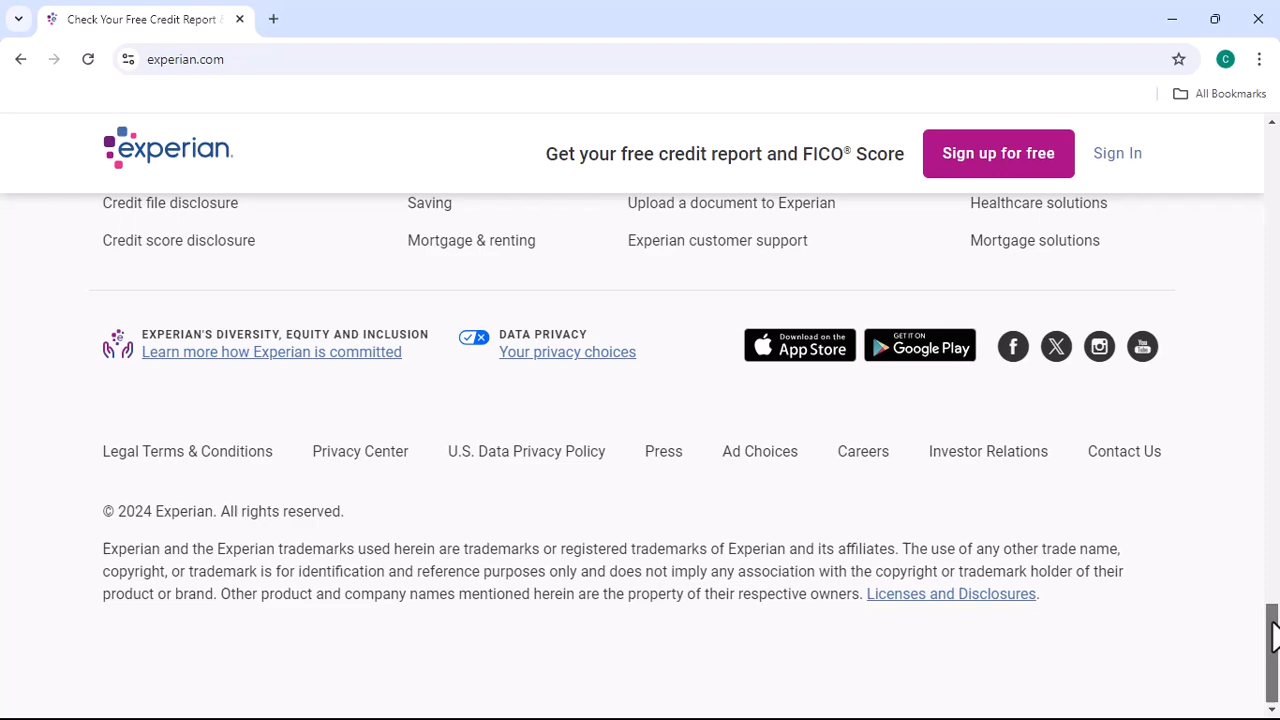 Check Your Free Credit Report &
experian.com
C
All Bookmarks
experian.
Get your free credit report and FICO® Score
Sign up for free
Sign In
Credit file disclosure
Saving
Upload a document to Experian
Healthcare solutions
Credit score disclosure
Mortgage & renting
Experian customer support
Mortgage solutions
EXPERIAN'S DIVERSITY, EQUITY AND INCLUSION
Learn more how Experian is committed
DATA PRIVACY
Your privacy choices
Download on the
App Store
GET IT ON
Google Play
You
Tube
Legal Terms & Conditions
Privacy Center
U.S. Data Privacy Policy
Press
Ad Choices
Careers
Investor Relations
Contact Us
© 2024 Experian. All rights reserved.
Experian and the Experian trademarks used herein are trademarks or registered trademarks of Experian and its affiliates. The use of any other trade name,
copyright, or trademark is for identification and reference purposes only and does not imply any association with the copyright or trademark holder of their
product or brand. Other product and company names mentioned herein are the property of their respective owners. Licenses and Disclosures.